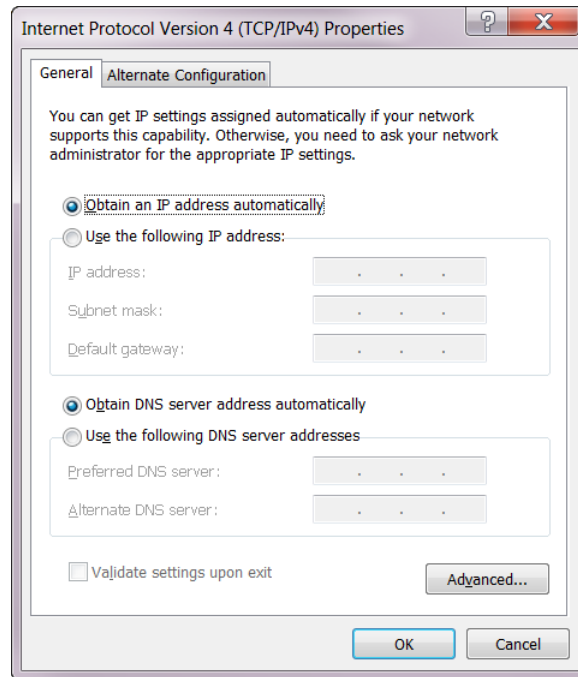 Internet Protocol Version 4 (TCP/IPv4) Properties
?
X
General
Alternate Configuration
You can get IP settings assigned automatically if your network
supports this capability. Otherwise, you need to ask your network
administrator for the appropriate IP settings.
Obtain an IP address automatically
Use the following IP address:
IP address:
Subnet mask:
Default gateway:
Obtain DNS server address automatically
Use the following DNS server addresses
Preferred DNS server:
Alternate DNS server:
Validate settings upon exit
Advanced...
OK
Cancel